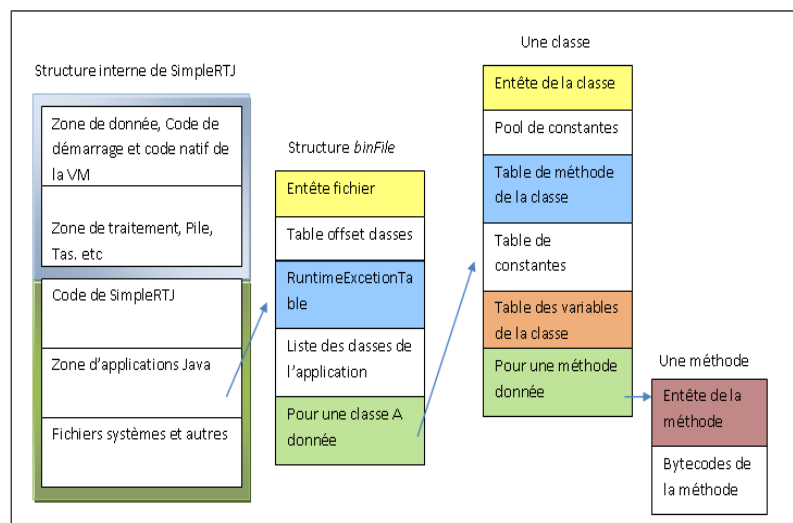 Structure interne de SimpleRTJ
Zone de donnée, Code de
démarrage et code natif de
la VM
Zone de traitement, Pile,
Tas. etc
Code de SimpleRTJ
Zone d'applications Java
Fichiers systèmes et autres
Structure binFile
Entête fichier
Table offset classes
RuntimeExcetionTa
ble
Liste des classes de
l'application
Pour une classe A
donnée
Une classe
Entête de la classe
Pool de constantes
Table de méthode
de la classe
Table de
constantes
Table des variables
de la classe
Pour une méthode
donnée
Une méthode
Entête de la
méthode
Bytecodes de
la méthode